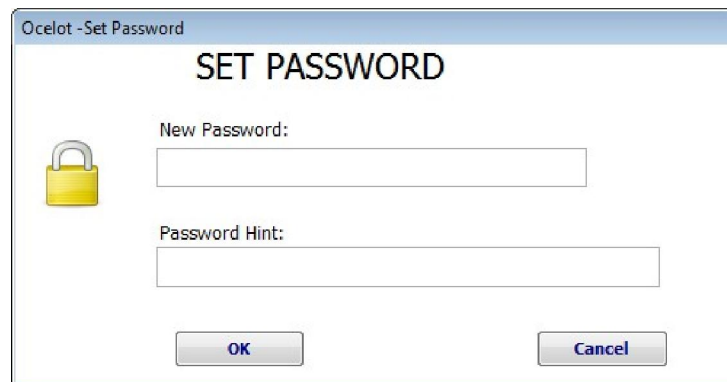 Ocelot -Set Password
SET PASSWORD
New Password:
Password Hint:
OK
Cancel